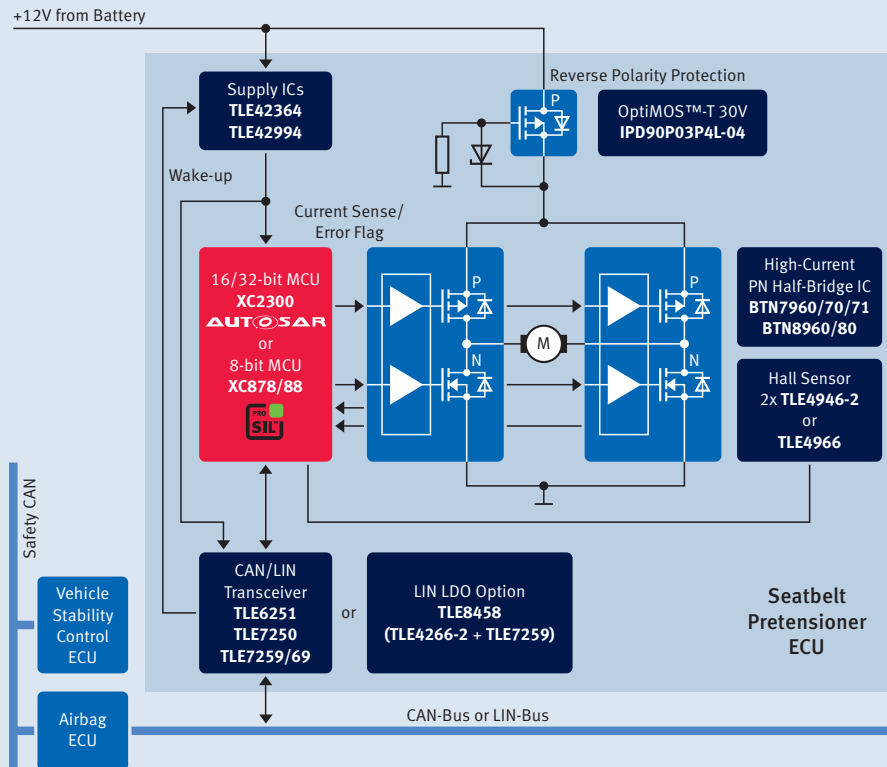 +12V from Battery
Supply ICs
TLE42364
TLE42994
Reverse Polarity Protection
P
OptiMOS™-T 30V
IPD90P03P4L-04
Wake-up
Current Sense/
Error Flag
16/32-bit MCU
XC2300
AUTOSAR
or
8-bit MCU
XC878/88
PRO
SIL™
P
N
M
P
N
High-Current
PN Half-Bridge IC
BTN7960/70/71
BTN8960/80
Hall Sensor
2x TLE4946-2
or
TLE4966
Safety CAN
Vehicle
Stability
Control
ECU
CAN/LIN
Transceiver
TLE6251
TLE7250
TLE7259/69
or
LIN LDO Option
TLE8458
(TLE4266-2 + TLE7259)
Seatbelt
Pretensioner
ECU
Airbag
ECU
CAN-Bus or LIN-Bus